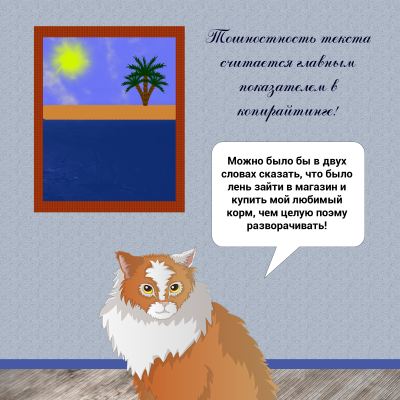 Тошностность текста
считается главным
показателем в
копирайтинге!
Можно было бы в двух
словах сказать, что было
лень зайти в магазин и
купить мой любимый
корм, чем целую поэму
разворачивать!